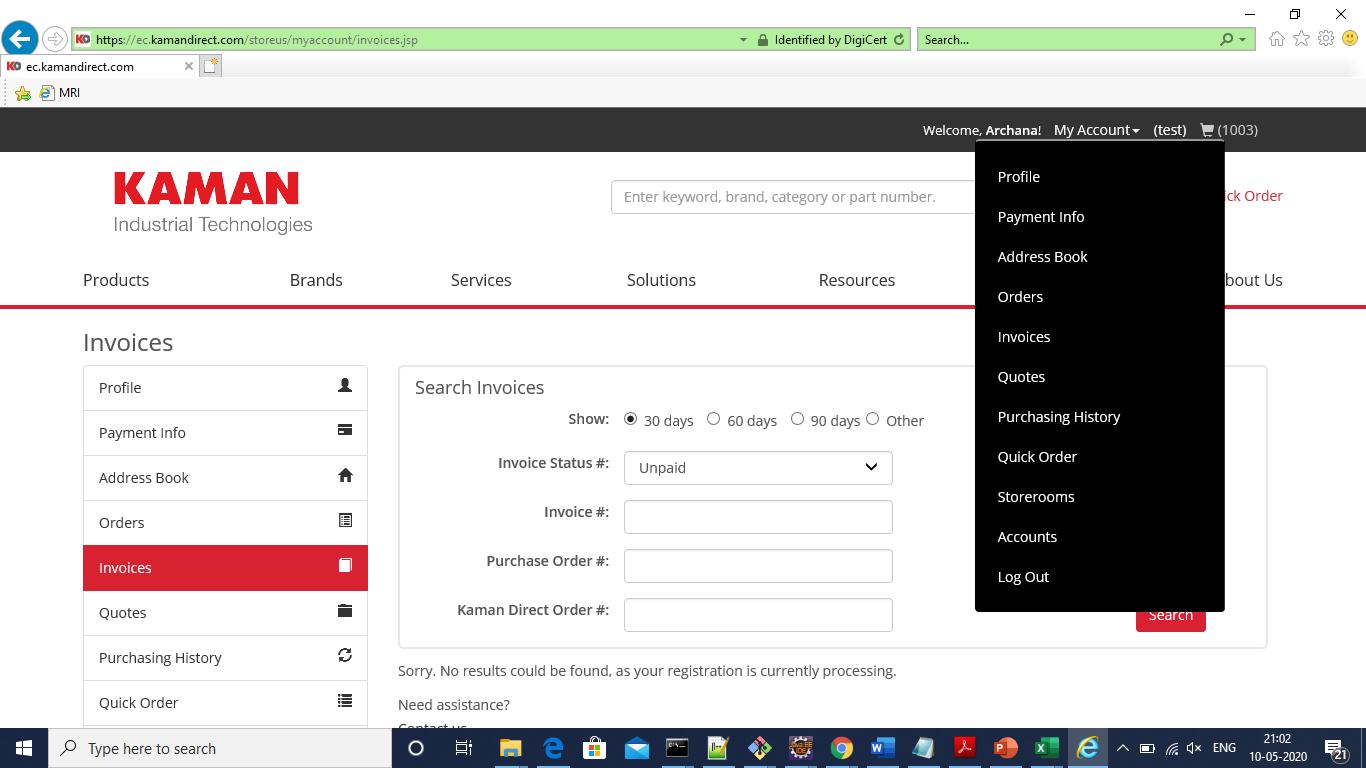 https://ec.kamandirect.com/storeus/myaccount/invoices.jsp
Identified by DigiCert
Search...
ec.kamandirect.com
MRI
Welcome, Archana! My Account (test) (1003)
KAMAN
Industrial Technologies
Enter keyword, brand, category or part number.
ick Order
Products Brands Services Solutions Resources bout Us
Profile
Payment Info
Address Book
Orders
Invoices
Quotes
Purchasing History
Quick Order
Storerooms
Accounts
Log Out
Invoices
Profile
Payment Info
Address Book
Orders
Invoices
Quotes
Purchasing History
Quick Order
Search Invoices
Show: 30 days 60 days 90 days Other
Invoice Status #: Unpaid
Invoice #:
Purchase Order #:
Kaman Direct Order #:
Search
Sorry. No results could be found, as your registration is currently processing.
Need assistance?
Contact us
Type here to search
ENG
21:02
10-05-2020
21